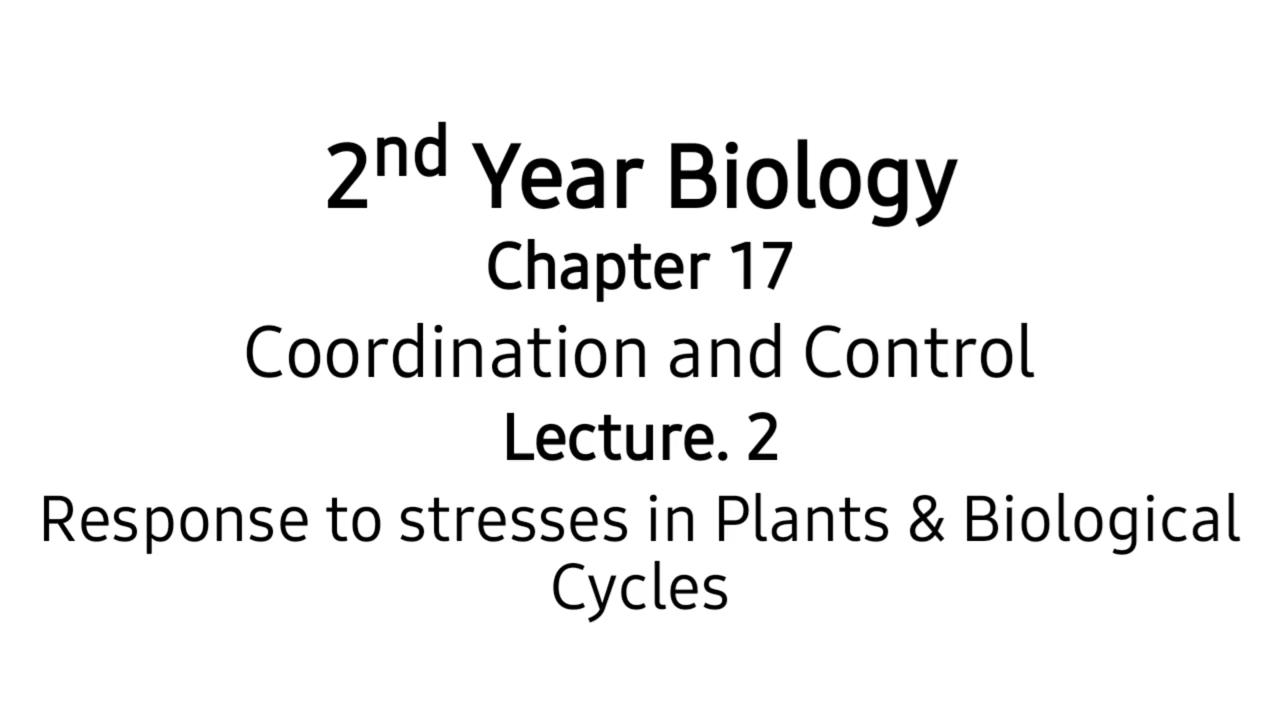 2nd Year Biology
Chapter 17
Coordination and Control
Lecture. 2
Response to stresses in Plants & Biological
Cycles